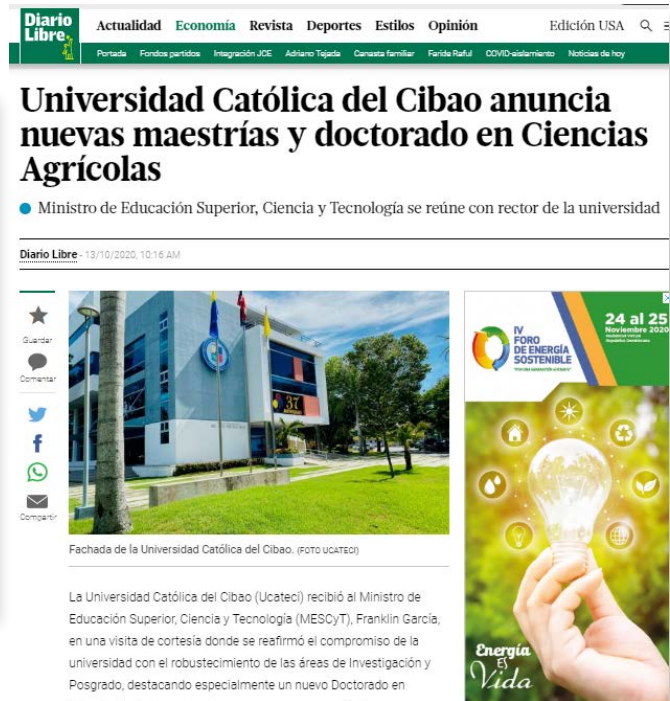 Diario
Libre
Actualidad Economía Revista Deportes Estilos Opinión Edición USA
Portada Fondos partidos Integración JCE Adriano Tejada Canasta familiar Faride Raful COVID-aislamiento Noticias de hoy
Universidad Católica del Cibao anuncia
nuevas maestrías y doctorado en Ciencias
Agrícolas
Ministro de Educación Superior, Ciencia y Tecnología se reúne con rector de la universidad
Diario Libre - 13/10/2020, 10:16 AM
Guardar
Comentar
Compartir
37
Fachada de la Universidad Católica del Cibao. (FOTO UCATECI)
La Universidad Católica del Cibao (Ucateci) recibió al Ministro de
Educación Superior, Ciencia y Tecnología (MESCyT), Franklin García,
en una visita de cortesía donde se reafirmó el compromiso de la
universidad con el robustecimiento de las áreas de Investigación y
Posgrado, destacando especialmente un nuevo Doctorado en
IV
FORO
DE ENERGÍA
SOSTENIBLE
24 al 25
Noviembre 2020
República Dominicana
Energía
ES
Vida